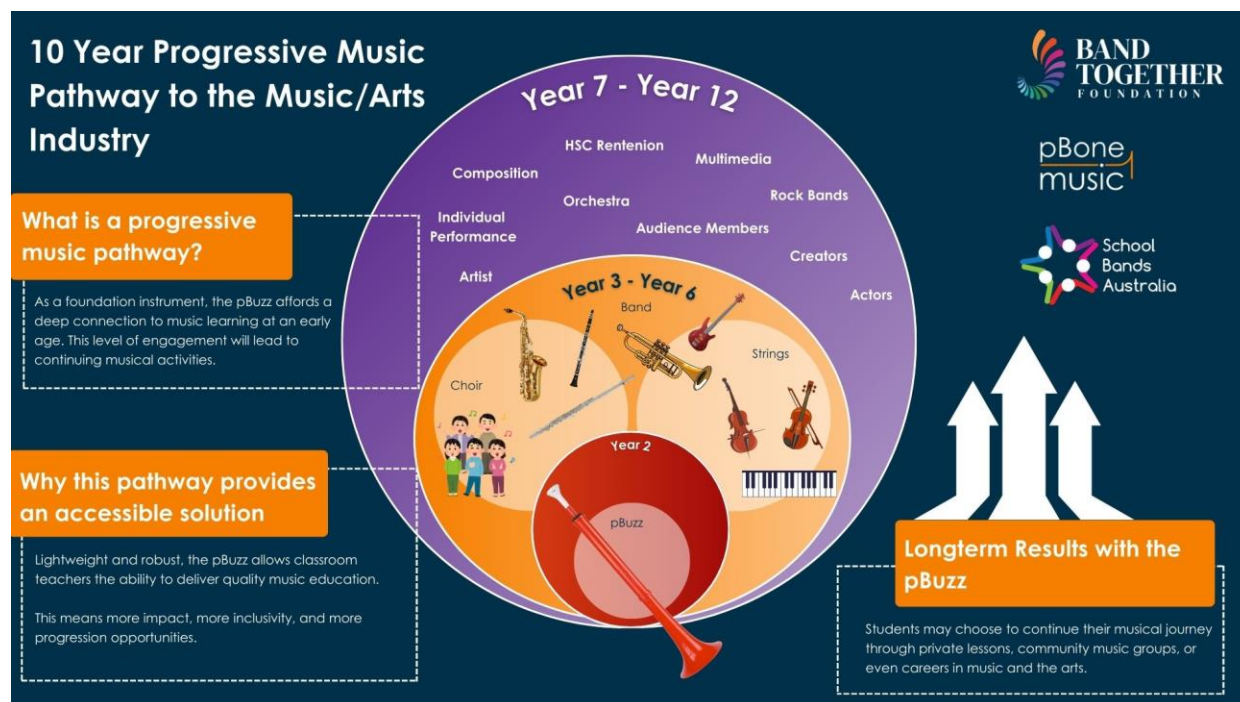 10 Year Progressive Music
Pathway to the Music/Arts
Industry
What is a progressive
music pathway?
As a foundation instrument, the pBuzz affords a
deep connection to music learning at an early
age. This level of engagement will lead to
continuing musical activities.
Why this pathway provides
an accessible solution
Lightweight and robust, the pBuzz allows classroom
teachers the ability to deliver quality music education.
This means more impact, more inclusivity, and more
progression opportunities.
Year 7 - Year 12
HSC Rentenion
Multimedia
Composition
Rock Bands
Orchestra
Individual
Performance
Audience Members
Creators
Artist
Actors
Year 3 - Year 6
Band
Strings
Choir
Year 2
pBuzz
BAND
TOGETHER
FOUNDATION
pBone
music
School
Bands
Australia
Longterm Results with the
pBuzz
Students may choose to continue their musical journey
through private lessons, community music groups, or
even careers in music and the arts.